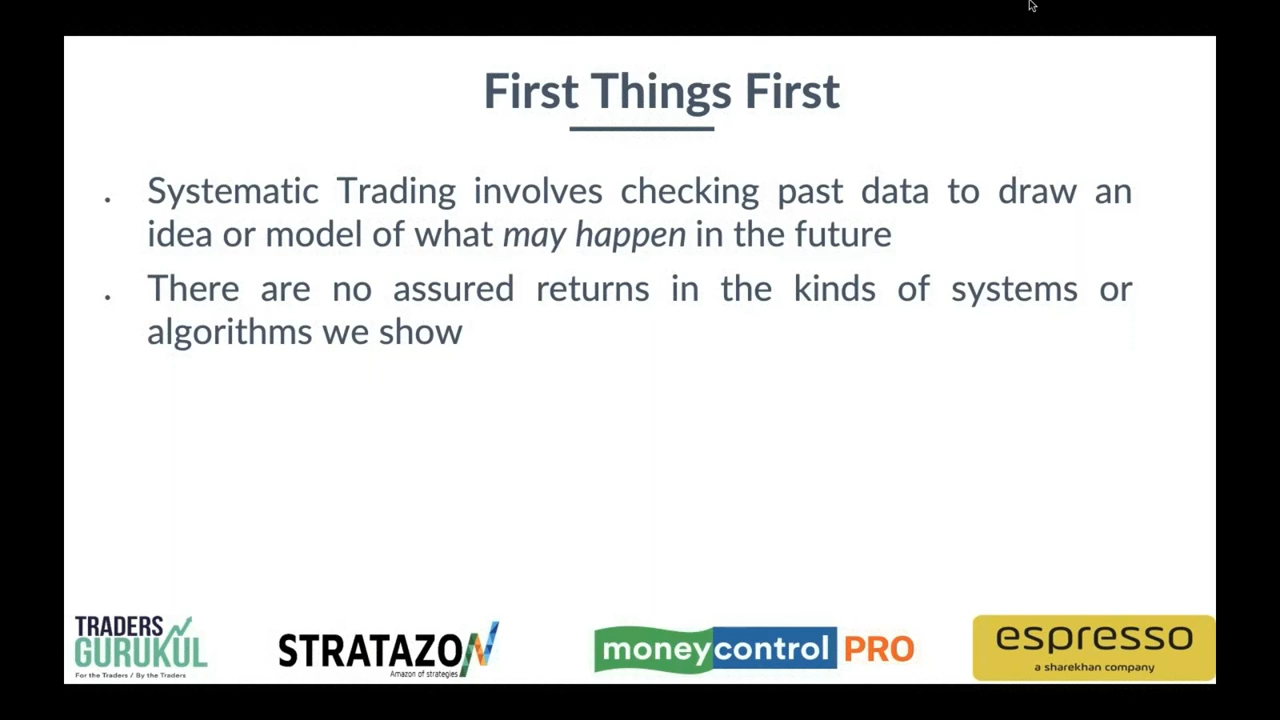 First Things First
. Systematic Trading involves checking past data to draw an
idea or model of what may happen in the future
. There are no assured returns in the kinds of systems or
algorithms we show
TRADERS
GURUKUL
For the Traders / By the Traders
STRATAZON
Amazon of strategies
moneycontrol PRO
espresso
a sharekhan company